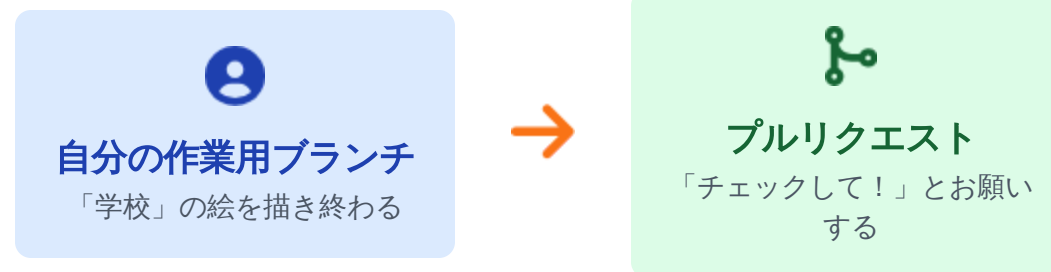 自分の作業用ブランチ
「学校」の絵を描き終わる
プルリクエスト
「チェックして！」とお願い
する